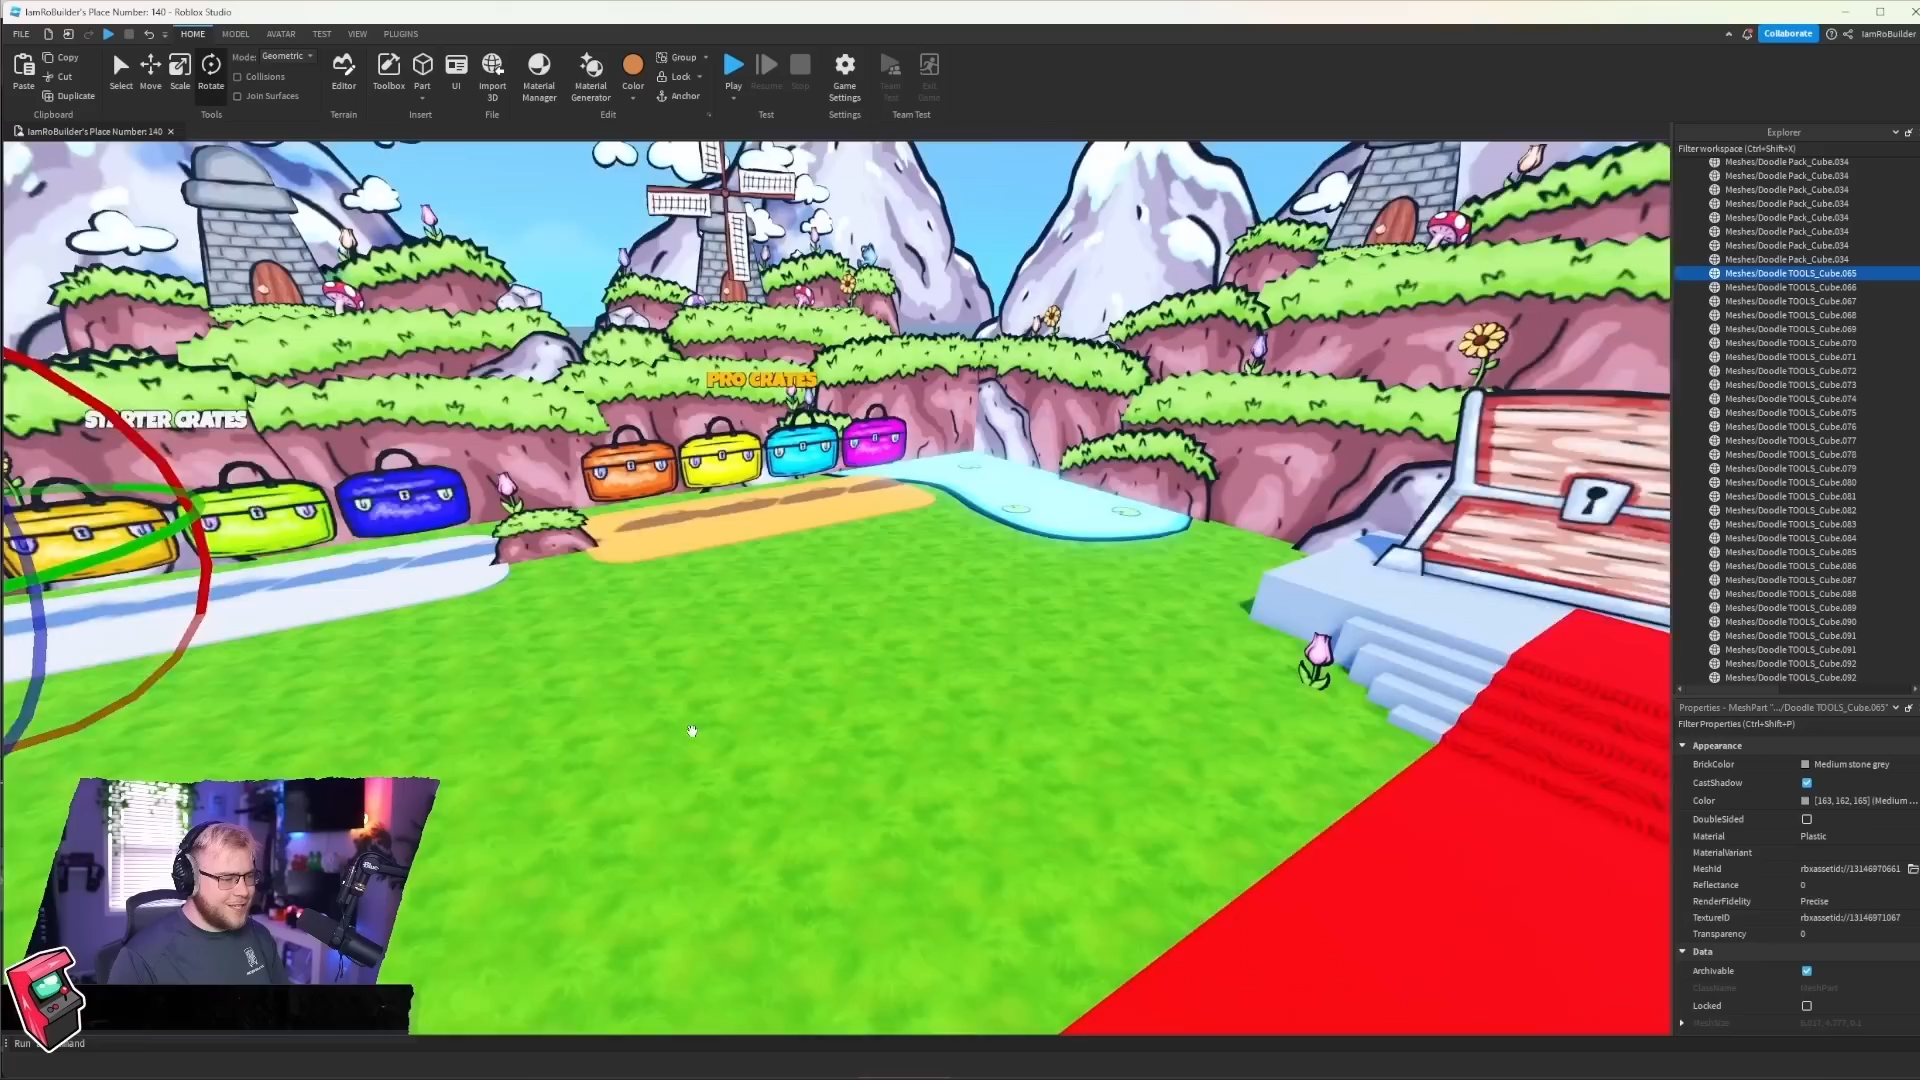 IamRoBuilder's Place Number: 140 - Roblox Studio
FILE HOME MODEL AVATAR TEST VIEW PLUGINS
Collaborate IamRoBuilder
Paste Copy Cut Duplicate
Clipboard
Select Move Scale Rotate
Mode: Geometric
Collisions
Join Surfaces
Tools
Editor
Terrain
Toolbox Part UI
Insert
Import 3D
File
Material Manager
Material Generator
Color
Group
Lock
Anchor
Edit
Play Resume Stop
Test
Game Settings
Settings
Team Test
Exit Game
Team Test
IamRoBuilder's Place Number: 140
STARTER CRATES
PRO CRATES
Explorer
Filter workspace (Ctrl+Shift+X)
Meshes/Doodle Pack_Cube.034
Meshes/Doodle Pack_Cube.034
Meshes/Doodle Pack_Cube.034
Meshes/Doodle Pack_Cube.034
Meshes/Doodle Pack_Cube.034
Meshes/Doodle Pack_Cube.034
Meshes/Doodle Pack_Cube.034
Meshes/Doodle Pack_Cube.034
Meshes/Doodle TOOLS_Cube.065
Meshes/Doodle TOOLS_Cube.066
Meshes/Doodle TOOLS_Cube.067
Meshes/Doodle TOOLS_Cube.068
Meshes/Doodle TOOLS_Cube.069
Meshes/Doodle TOOLS_Cube.070
Meshes/Doodle TOOLS_Cube.071
Meshes/Doodle TOOLS_Cube.072
Meshes/Doodle TOOLS_Cube.073
Meshes/Doodle TOOLS_Cube.074
Meshes/Doodle TOOLS_Cube.075
Meshes/Doodle TOOLS_Cube.076
Meshes/Doodle TOOLS_Cube.077
Meshes/Doodle TOOLS_Cube.078
Meshes/Doodle TOOLS_Cube.079
Meshes/Doodle TOOLS_Cube.080
Meshes/Doodle TOOLS_Cube.081
Meshes/Doodle TOOLS_Cube.082
Meshes/Doodle TOOLS_Cube.083
Meshes/Doodle TOOLS_Cube.084
Meshes/Doodle TOOLS_Cube.085
Meshes/Doodle TOOLS_Cube.086
Meshes/Doodle TOOLS_Cube.087
Meshes/Doodle TOOLS_Cube.088
Meshes/Doodle TOOLS_Cube.089
Meshes/Doodle TOOLS_Cube.090
Meshes/Doodle TOOLS_Cube.091
Meshes/Doodle TOOLS_Cube.091
Meshes/Doodle TOOLS_Cube.092
Meshes/Doodle TOOLS_Cube.092
Properties - MeshPart ".../Doodle TOOLS_Cube.065"
Filter Properties (Ctrl+Shift+P)
Appearance
BrickColor Medium stone grey
CastShadow
Color [163, 162, 165] (Medium ...
DoubleSided
Material Plastic
MaterialVariant
MeshId rbxassetid://13146970661
Reflectance 0
RenderFidelity Precise
TextureID rbxassetid://13146971067
Transparency 0
Data
Archivable
ClassName MeshPart
Locked
MeshSize
Run